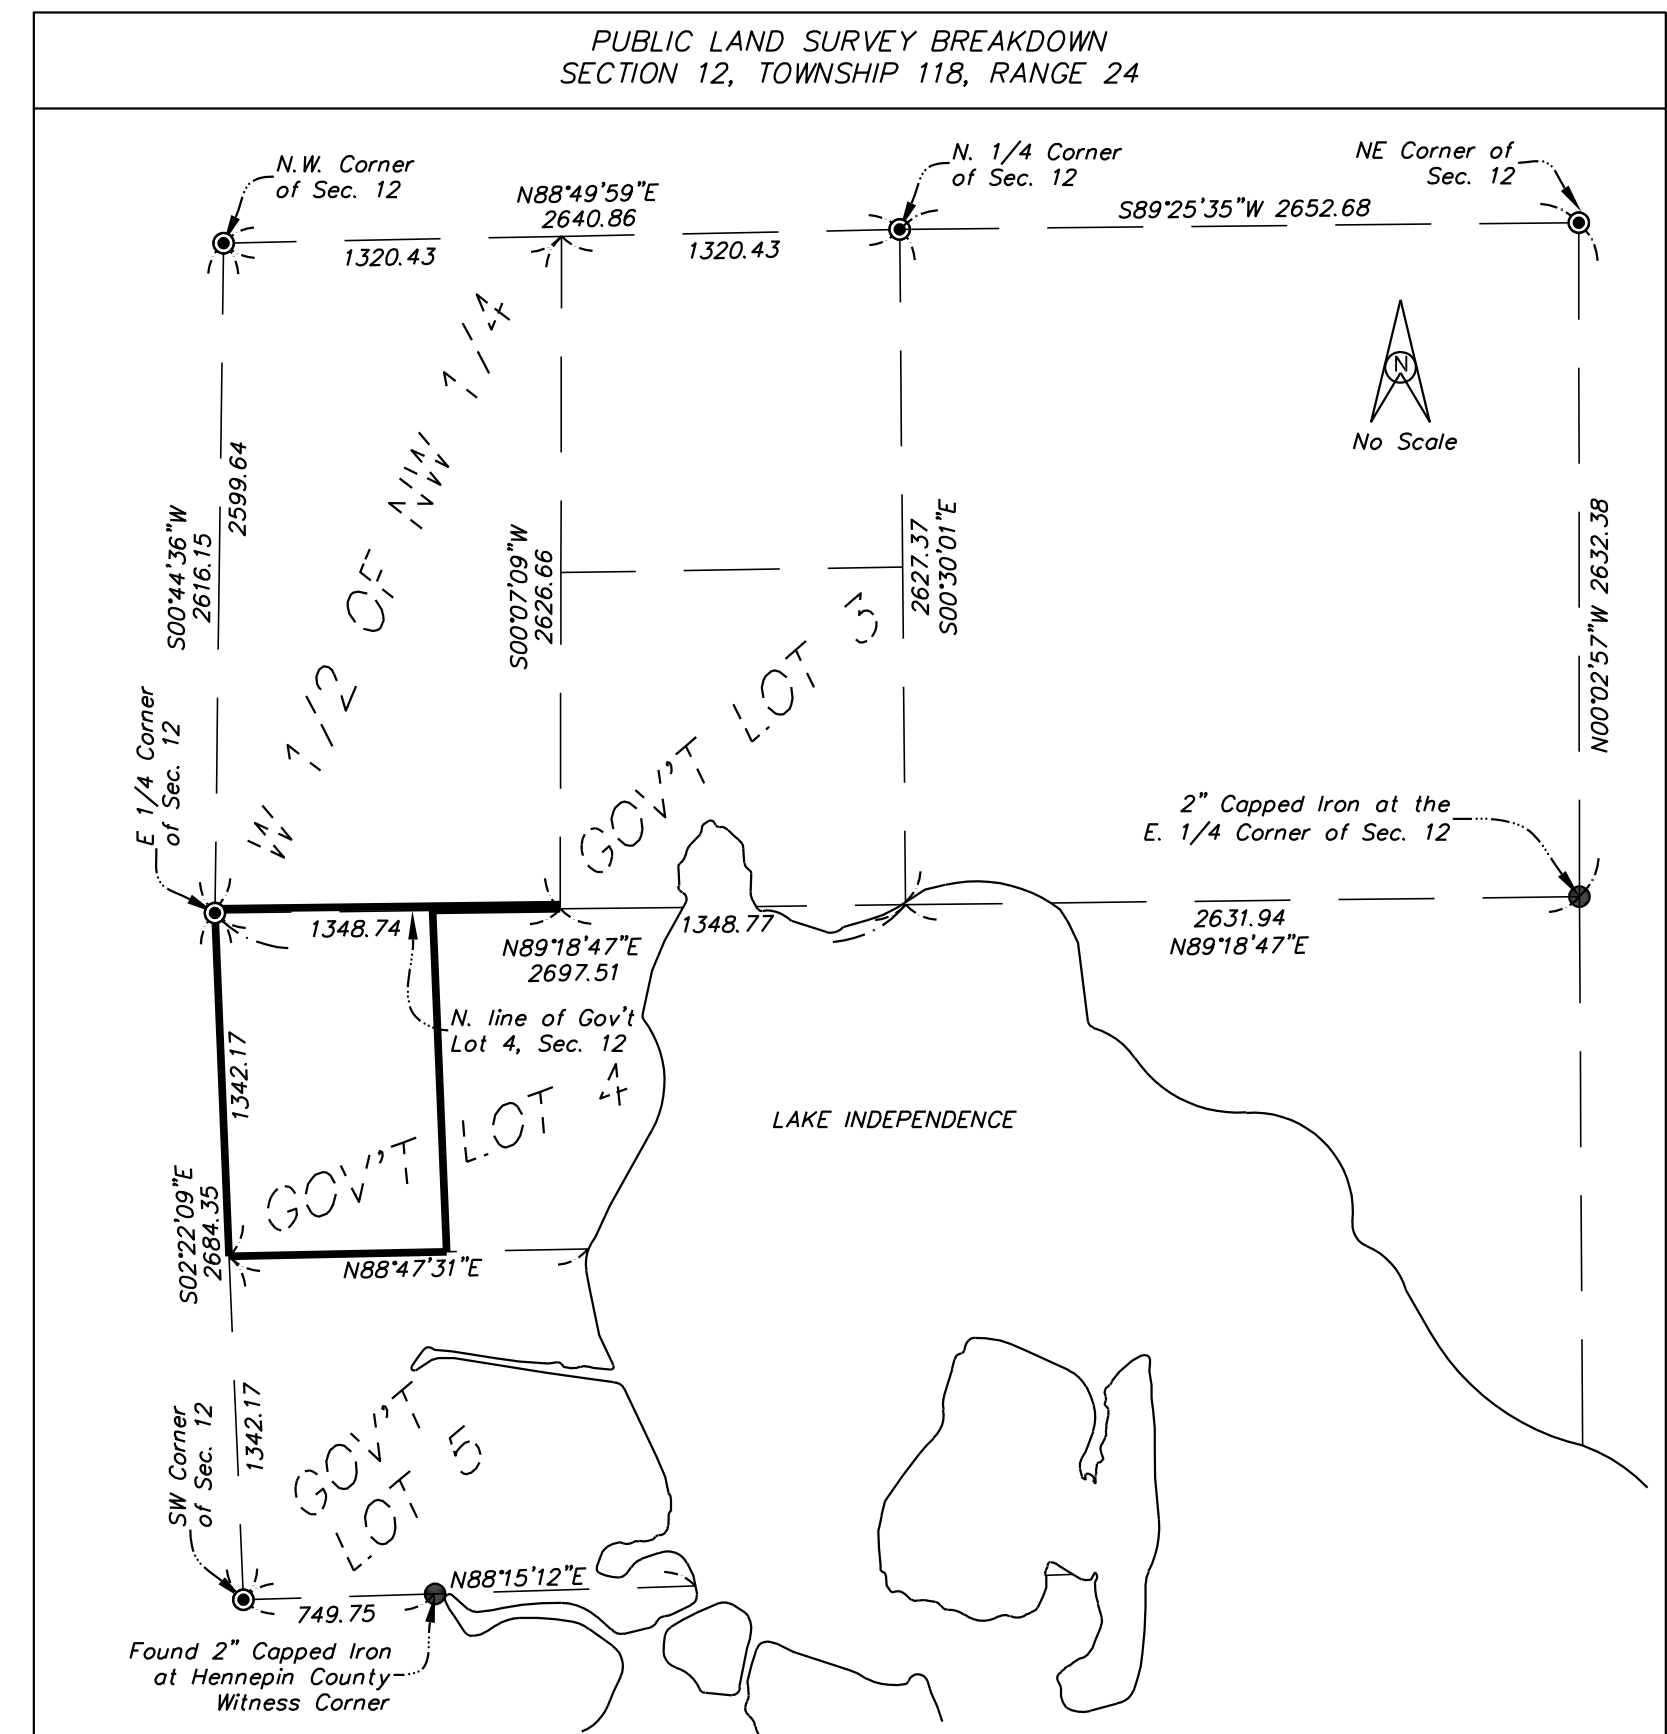 PUBLIC LAND SURVEY BREAKDOWN
SECTION 12, TOWNSHIP 118, RANGE 24
N.W. Corner
of Sec. 12
N88°49'59"E
2640.86
1320.43
1320.43
N. 1/4 Corner
of Sec. 12
S89°25'35"W 2652.68
NE Corner of
Sec. 12
N
No Scale
W 1/2 OF NW 1/4
2599.64
S00°44'36"W
2616.15
S00°07'09"W
2626.66
2627.37
S00°30'01"E
N00°02'57"W 2632.38
GOV'T LOT 3
E 1/4 Corner
of Sec. 12
2" Capped Iron at the
E. 1/4 Corner of Sec. 12
1348.74
1348.77
N89°18'47"E
2697.51
2631.94
N89°18'47"E
N. line of Gov't
Lot 4, Sec. 12
1342.17
GOV'T LOT 4
LAKE INDEPENDENCE
S02°22'09"E
2684.35
N88°47'31"E
1342.17
SW Corner
of Sec. 12
GOV'T
LOT 5
N88°15'12"E
749.75
Found 2" Capped Iron
at Hennepin County
Witness Corner